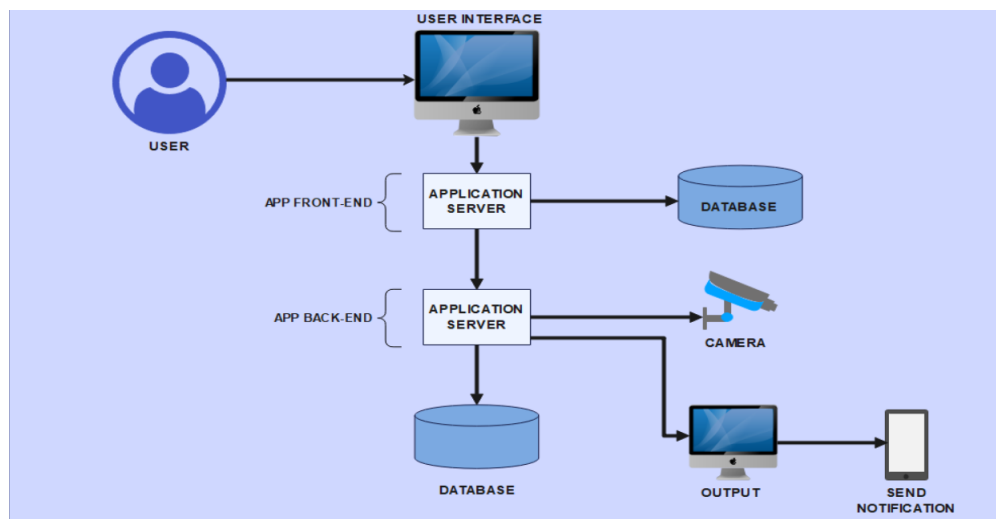 USER INTERFACE
USER
APP FRONT-END
APPLICATION
SERVER
DATABASE
APP BACK-END
APPLICATION
SERVER
CAMERA
DATABASE
OUTPUT
SEND
NOTIFICATION